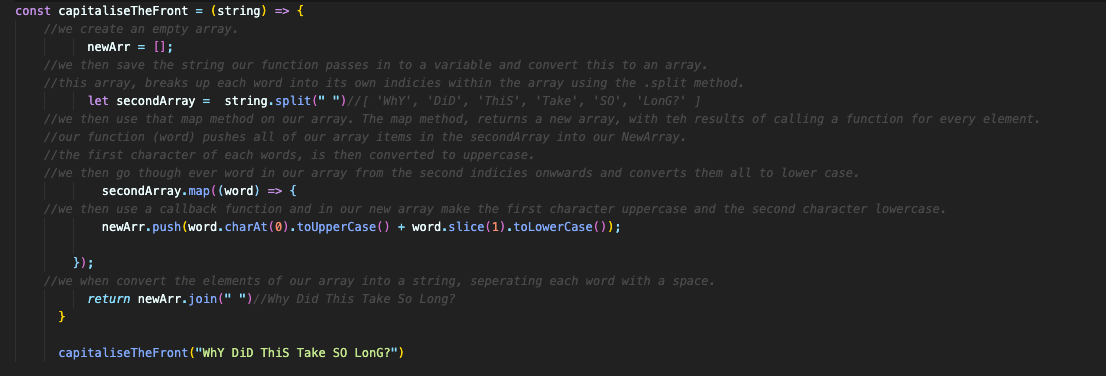 const capitaliseTheFront = (string) => {
//we create an empty array.
newArr = [];
//we then save the string our function passes in to a variable and convert this to an array.
//this array, breaks up each word into its own indicies within the array using the .split method.
let secondArray =  string.split(" ")//[ 'WhY', 'DiD', 'ThiS', 'Take', 'SO', 'LonG?' ]
//we then use that map method on our array. The map method, returns a new array, with teh results of calling a function for every element.
//our function (word) pushes all of our array items in the secondArray into our NewArray.
//the first character of each words, is then converted to uppercase.
//we then go though ever word in our array from the second indicies onwwards and converts them all to lower case.
secondArray.map((word) => {
//we then use a callback function and in our new array make the first character uppercase and the second character lowercase.
newArr.push(word.charAt(0).toUpperCase() + word.slice(1).toLowerCase());
});
//we when convert the elements of our array into a string, seperating each word with a space.
return newArr.join(" ")//Why Did This Take So Long?
}
capitaliseTheFront("WhY DiD ThiS Take SO LonG?")